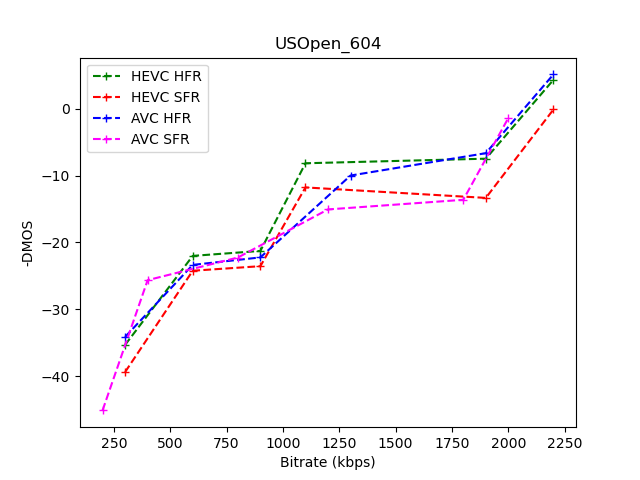 USOpen_604
HEVC HFR
HEVC SFR
AVC HFR
AVC SFR
0
−10
−20
−30
−40
-DMOS
250 500 750 1000 1250 1500 1750 2000 2250
Bitrate (kbps)